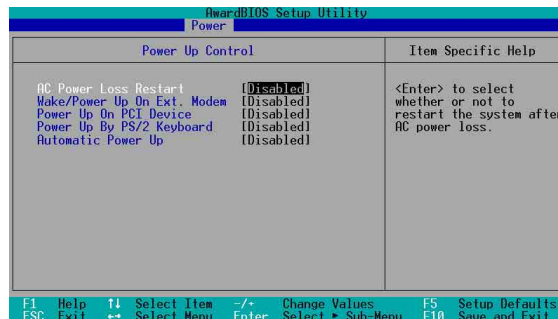 AwardBIOS Setup Utility
Power
Power Up Control
Item Specific Help
AC Power Loss Restart [Disabled]
Wake/Power Up On Ext. Modem [Disabled]
Power Up On PCI Device [Disabled]
Power Up By PS/2 Keyboard [Disabled]
Automatic Power Up [Disabled]
<Enter> to select
whether or not to
restart the system afte
AC power loss.
F1 Help ↑↓ Select Item -/+ Change Values F5 Setup Defaults
ESC Exit ←→ Select Menu Enter Select ▸ Sub-Menu F10 Save and Exit